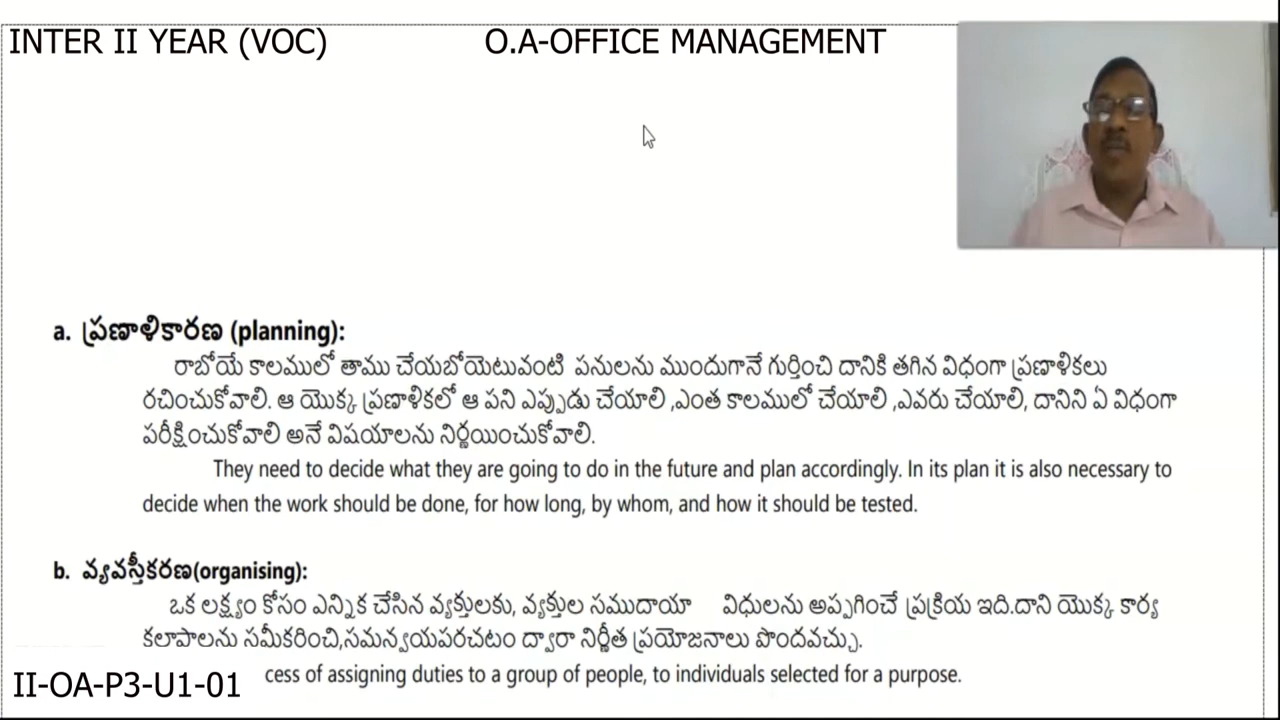 INTER II YEAR (VOC) O.A-OFFICE MANAGEMENT
a. ప్రణాళికారణ (planning):
రాబోయే కాలములో తాము చేయబోయెటువంటి పనులను ముందుగానే గుర్తించి దానికి తగిన విధంగా ప్రణాళికలు
రచించుకోవాలి. ఆ యొక్క ప్రణాళికలో ఆ పని ఎప్పుడు చేయాలి ,ఎంత కాలములో చేయాలి ,ఎవరు చేయాలి, దానిని ఏ విధంగా
పరీక్షించుకోవాలి అనే విషయాలను నిర్ణయించుకోవాలి.
They need to decide what they are going to do in the future and plan accordingly. In its plan it is also necessary to
decide when the work should be done, for how long, by whom, and how it should be tested.
b. వ్యవస్తీకరణ(organising):
ఒక లక్ష్యం కోసం ఎన్నిక చేసిన వ్యక్తులకు, వ్యక్తుల సముదాయా విధులను అప్పగించే ప్రక్రియ ఇది.దాని యొక్క కార్య
కలాపాలను సమీకరించి,సమన్వయపరచటం ద్వారా నిర్ణీత ప్రయోజనాలు పొందవచ్చు.
cess of assigning duties to a group of people, to individuals selected for a purpose.
II-OA-P3-U1-01